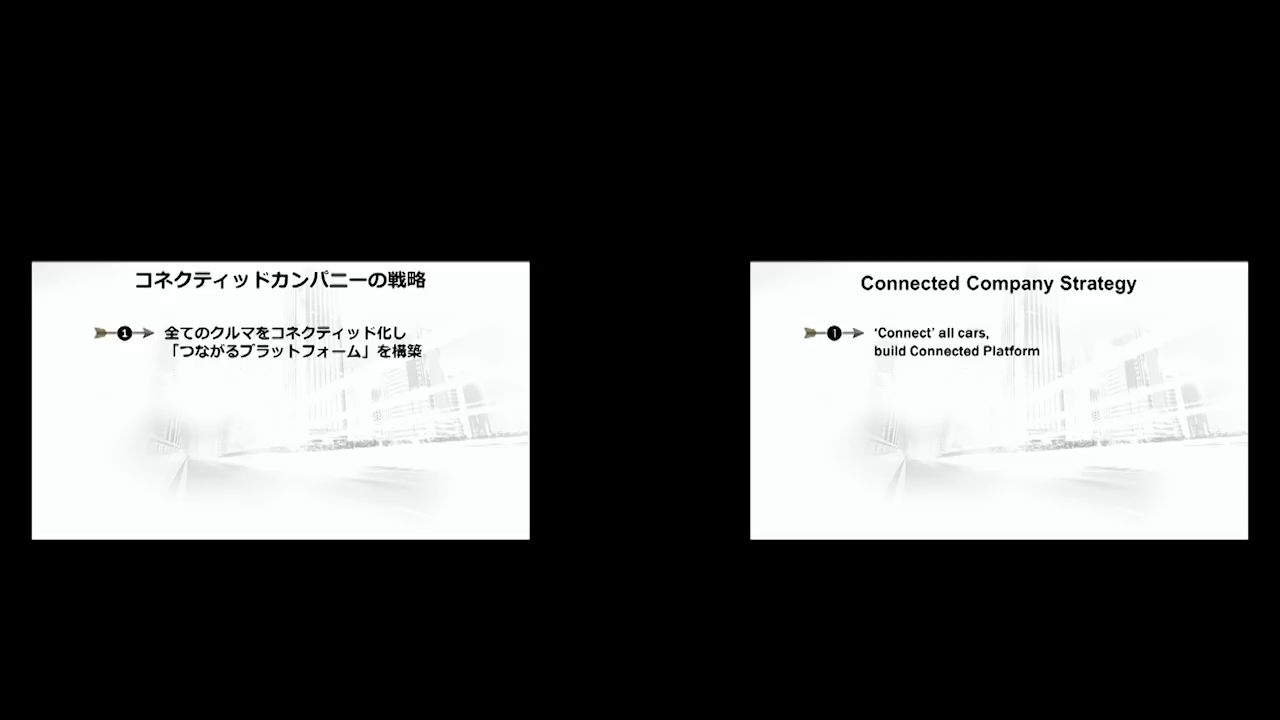 コネクティッドカンパニーの戦略
1 全てのクルマをコネクティッド化し
「つながるプラットフォーム」を構築
Connected Company Strategy
1 ‘Connect’ all cars,
build Connected Platform